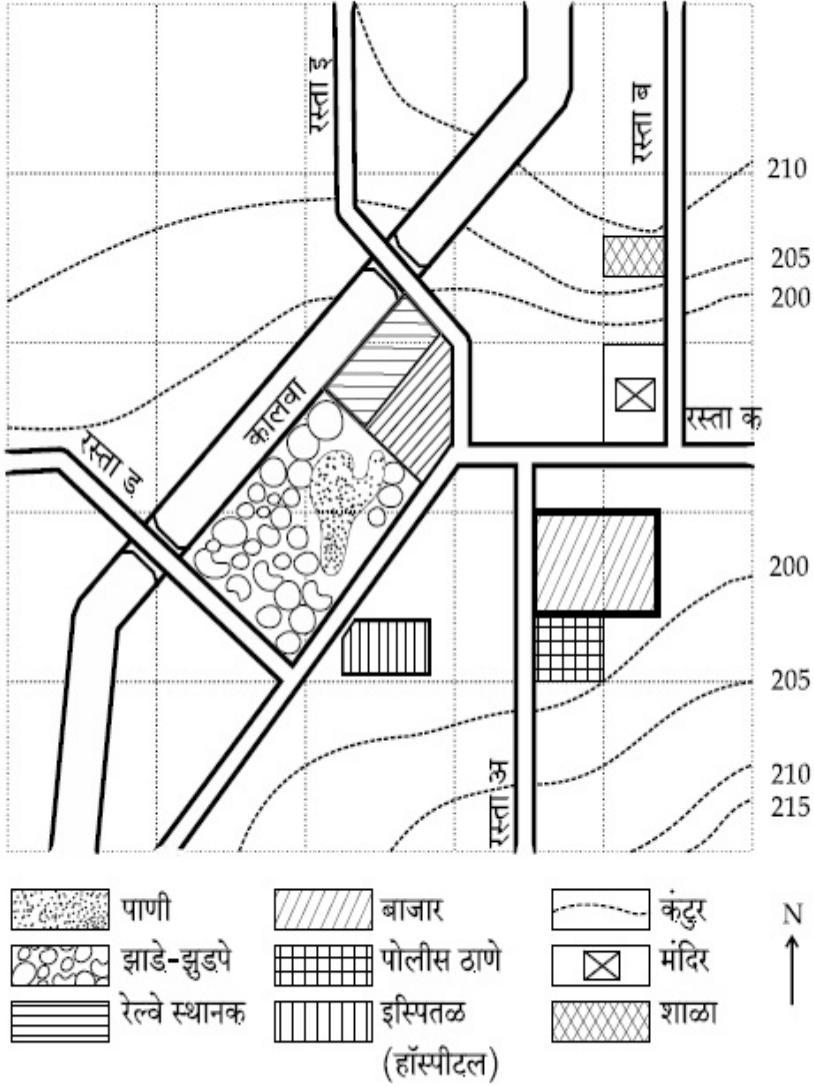 रस्ता इ
रस्ता ब
210
205
200
कालवा
रस्ता क
रस्ता ड
200
205
210
215
रस्ता अ
पाणी
बाजार
कंटुर
N
झाडे-झुडपे
पोलीस ठाणे
मंदिर
रेल्वे स्थानक
इस्पितळ
(हॉस्पीटल)
शाळा